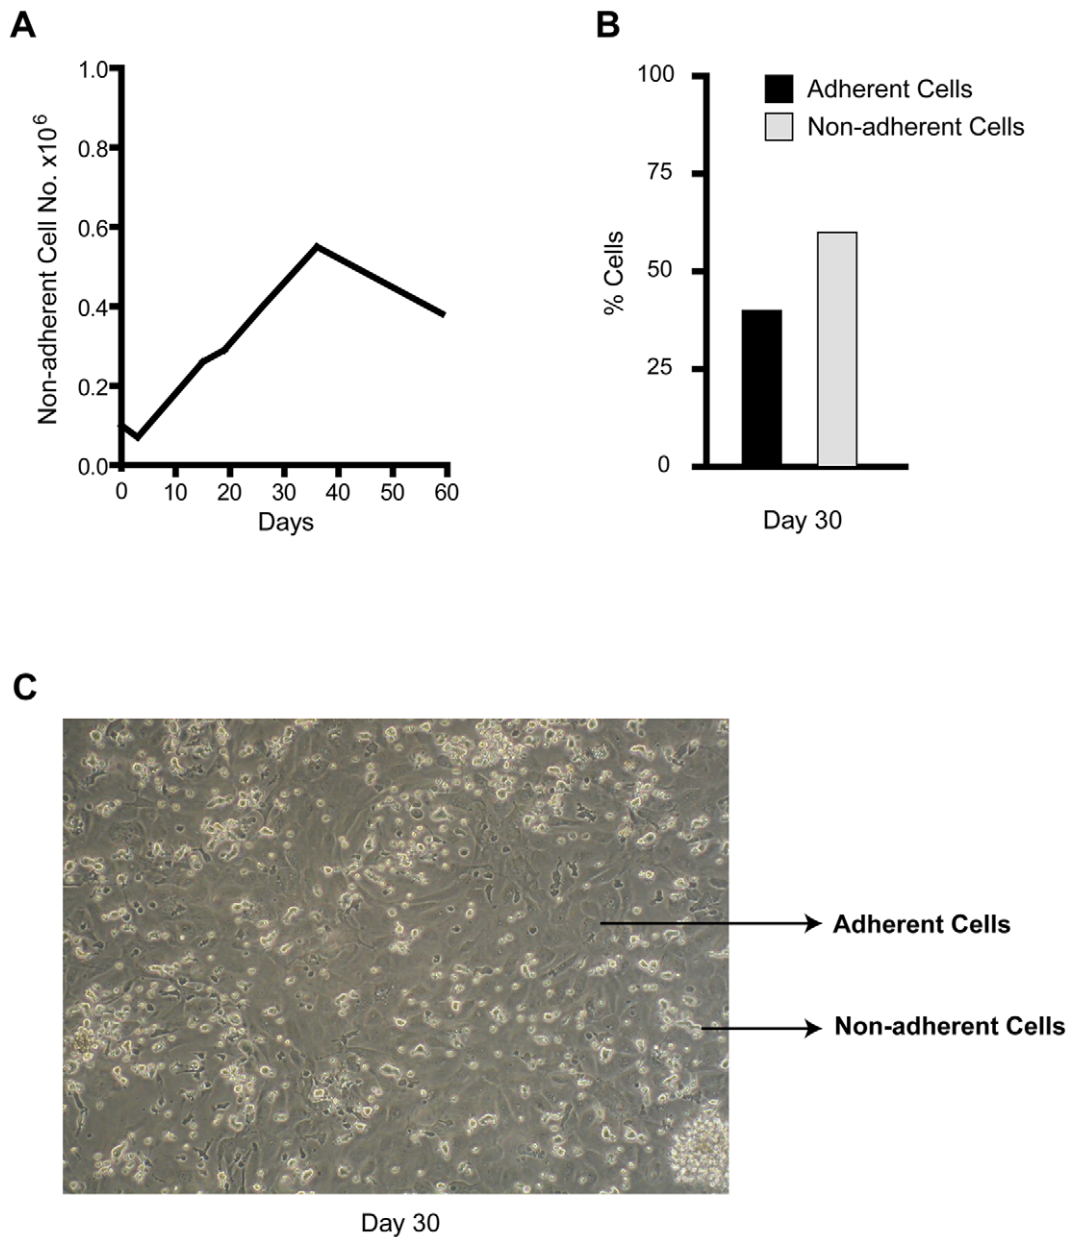 A
Non-adherent Cell No. x10⁶
1.0
0.8
0.6
0.4
0.2
0.0
0 10 20 30 40 50 60
Days
B
% Cells
100
75
50
25
0
Adherent Cells
Non-adherent Cells
Day 30
C
Adherent Cells
Non-adherent Cells
Day 30